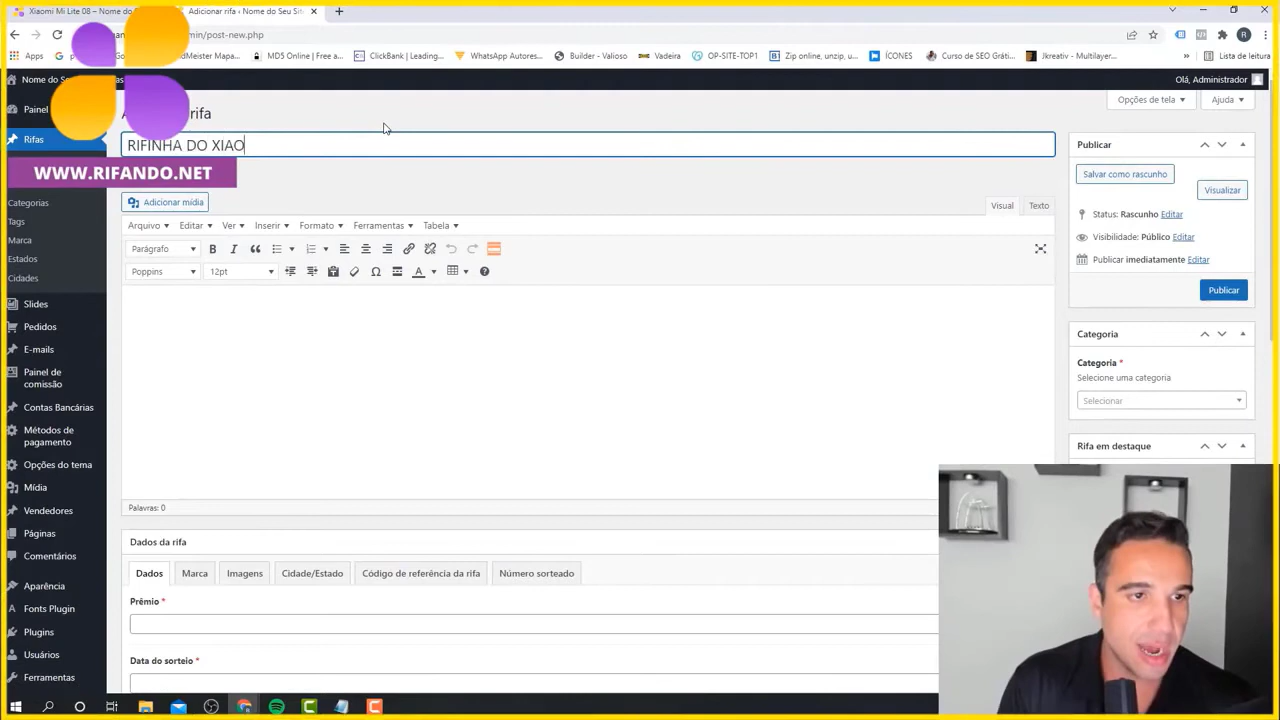 Xiaomi Mi Lite 08 – Nome do S
Adicionar rifa ‹ Nome do Seu Sit
min/post-new.php
Apps
MeisterMapa...
MD5 Online | Free a...
ClickBank | Leading...
WhatsApp Autores...
Builder - Valioso
Vadeira
OP-SITE-TOP1
Zip online, unzip, u...
ÍCONES
Curso de SEO Gráti...
Jkreativ - Multilayer...
Lista de leitura
Nome do Se
Olá, Administrador
Opções de tela
Ajuda
Painel
rifa
Rifas
RIFINHA DO XIAO
WWW.RIFANDO.NET
Adicionar mídia
Visual
Texto
Arquivo
Editar
Ver
Inserir
Formato
Ferramentas
Tabela
Parágrafo
Poppins
12pt
Palavras: 0
Categorias
Tags
Marca
Estados
Cidades
Slides
Pedidos
E-mails
Painel de
comissão
Contas Bancárias
Métodos de
pagamento
Opções do tema
Mídia
Vendedores
Páginas
Comentários
Aparência
Fonts Plugin
Plugins
Usuários
Ferramentas
Publicar
Salvar como rascunho
Visualizar
Status: Rascunho Editar
Visibilidade: Público Editar
Publicar imediatamente Editar
Publicar
Categoria
Categoria *
Selecione uma categoria
Selecionar
Rifa em destaque
Dados da rifa
Dados
Marca
Imagens
Cidade/Estado
Código de referência da rifa
Número sorteado
Prêmio *
Data do sorteio *